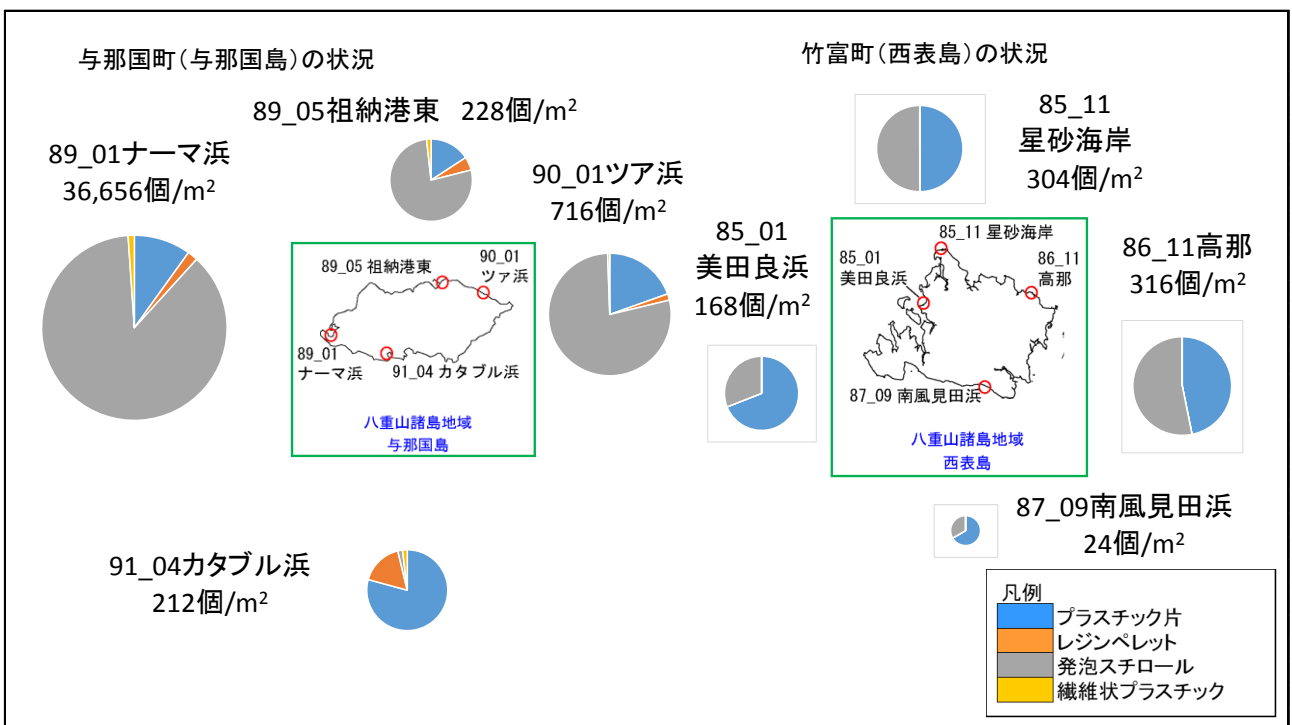 与那国町(与那国島)の状況
竹富町(西表島)の状況
89_05祖納港東 228個/m²
89_01ナーマ浜
36,656個/m²
90_01ツア浜
716個/m²
89_05 祖納港東
90_01
ツァ浜
89_01
ナーマ浜
91_04 カタブル浜
八重山諸島地域
与那国島
91_04カタブル浜
212個/m²
85_11
星砂海岸
304個/m²
85_01
美田良浜
168個/m²
85_11 星砂海岸
85_01
美田良浜
86_11
高那
87_09 南風見田浜
八重山諸島地域
西表島
86_11高那
316個/m²
87_09南風見田浜
24個/m²
凡例
プラスチック片
レジンペレット
発泡スチロール
繊維状プラスチック